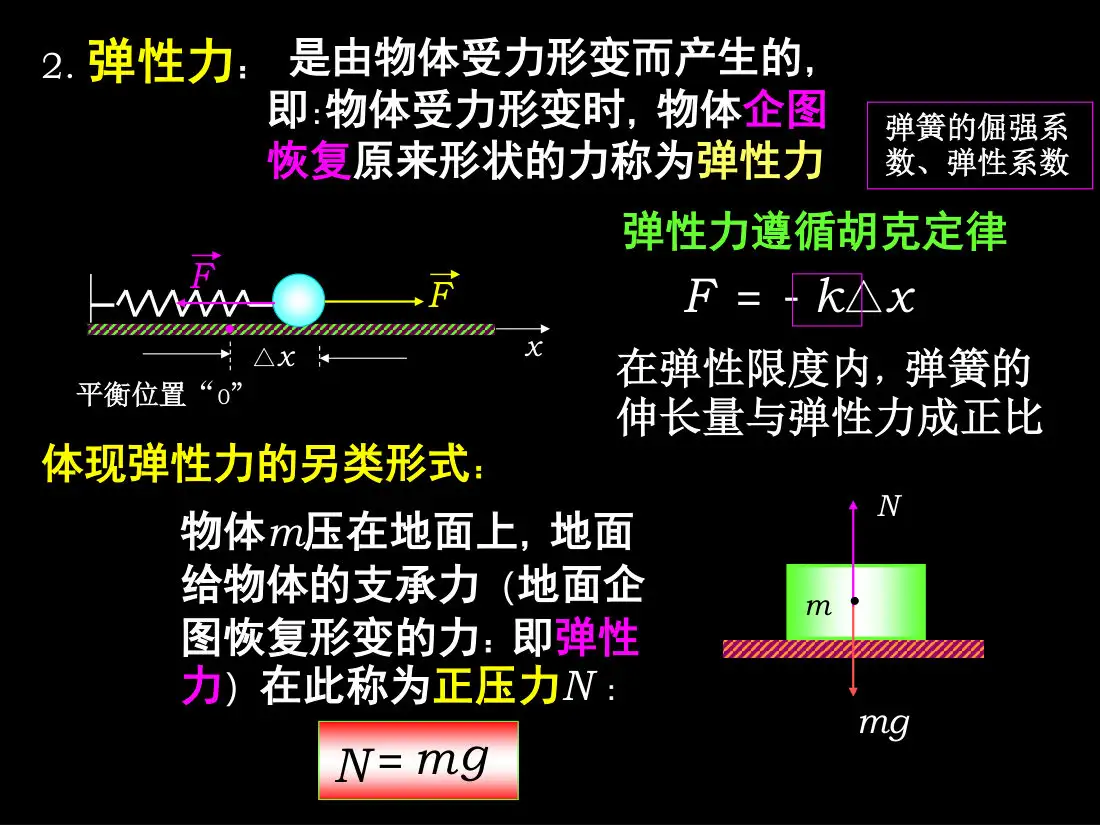 2. 弹性力：是由物体受力形变而产生的，
即:物体受力形变时，物体企图
恢复原来形状的力称为弹性力
弹簧的倔强系
数、弹性系数
弹性力遵循胡克定律
F = - k△x
在弹性限度内，弹簧的
伸长量与弹性力成正比
F
F
x
△x
平衡位置“0”
体现弹性力的另类形式：
物体m压在地面上，地面
给物体的支承力（地面企
图恢复形变的力：即弹性
力）在此称为正压力N：
N = mg
N
m
mg